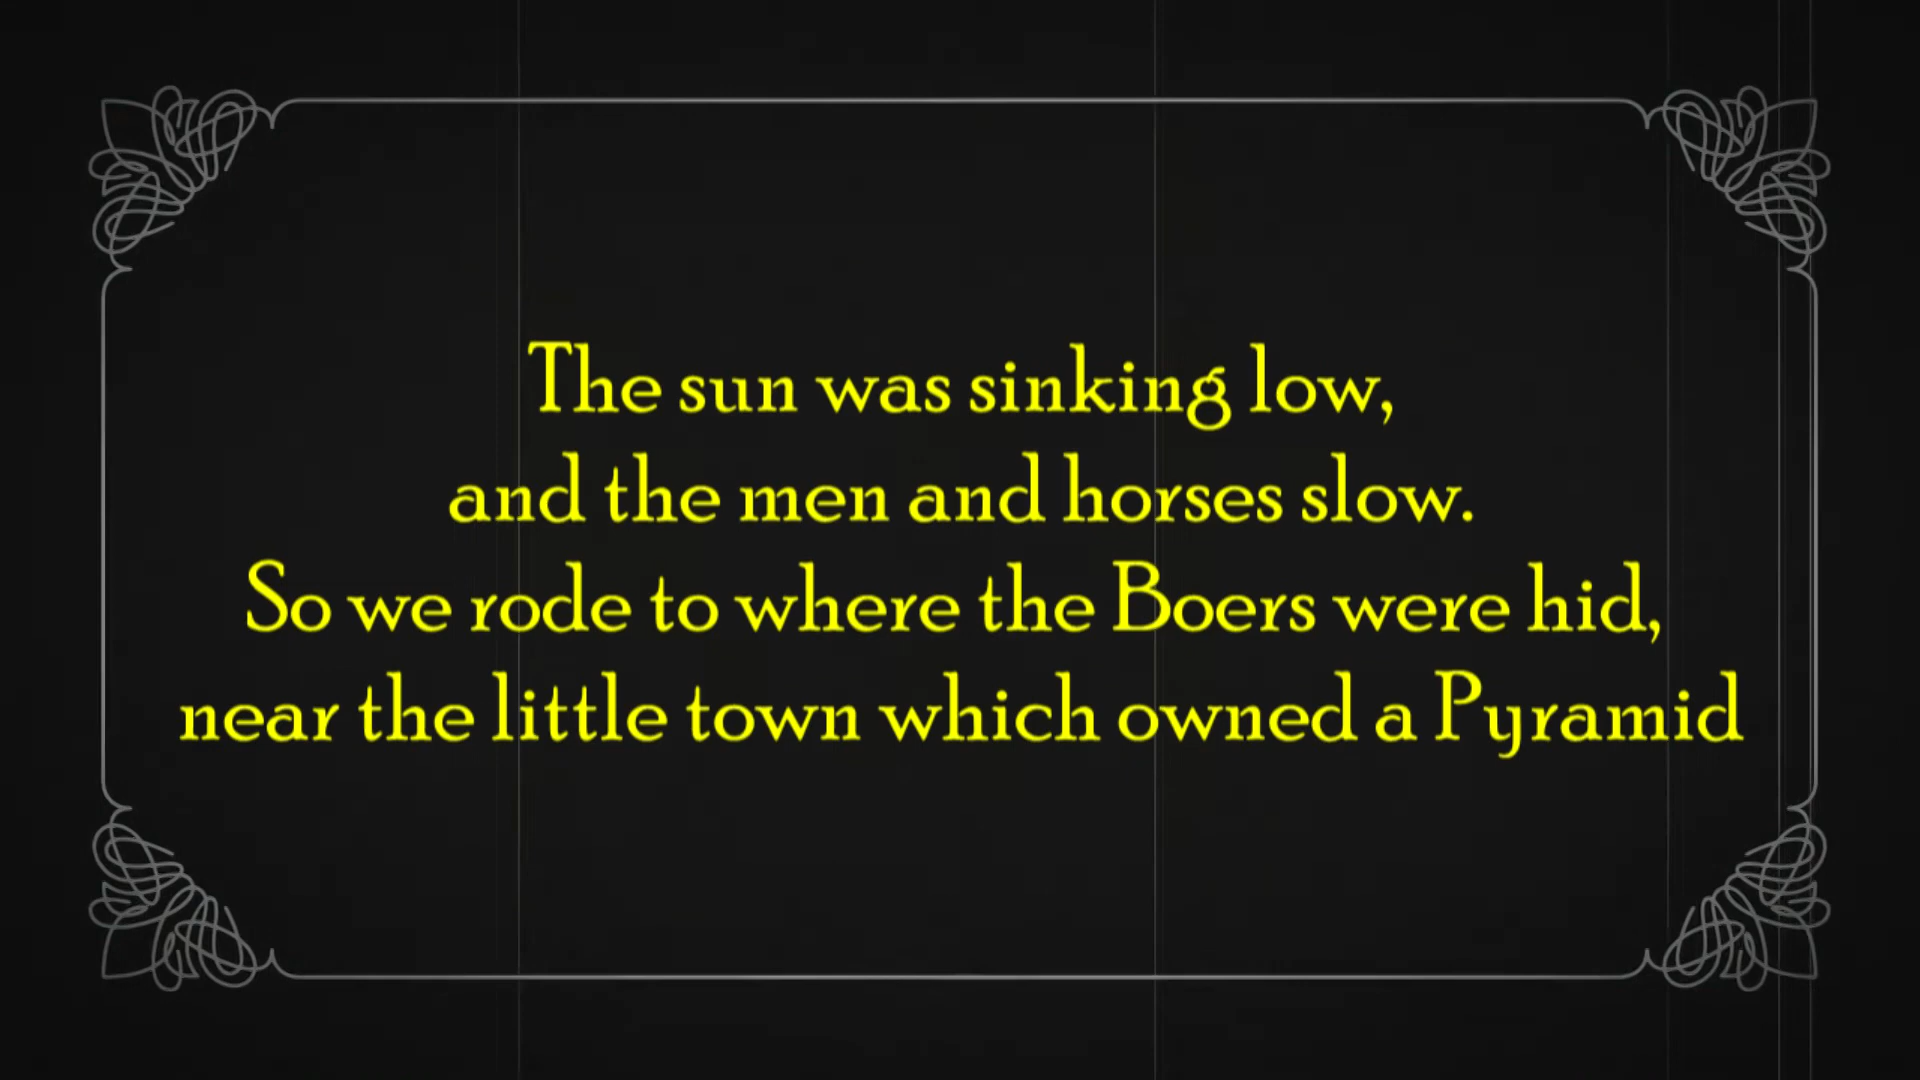 The sun was sinking low,
and the men and horses slow.
So we rode to where the Boers were hid,
near the little town which owned a Pyramid